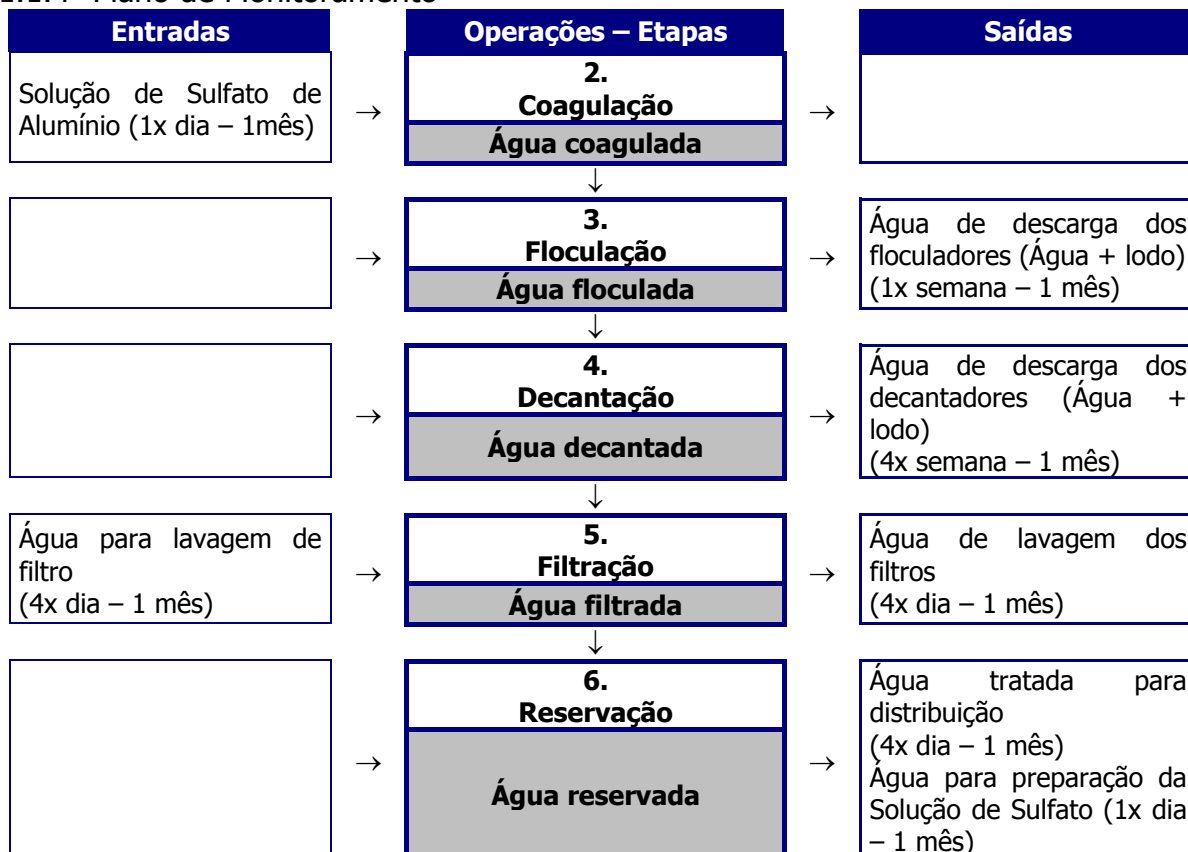 Plano de Monitoramento
Entradas
Operações – Etapas
Saídas
Solução de Sulfato de
Alumínio (1x dia – 1mês)
→
2.
Coagulação
Água coagulada
→
↓
→
3.
Floculação
Água floculada
→
Água de descarga dos
floculadores (Água + lodo)
(1x semana – 1 mês)
↓
→
4.
Decantação
Água decantada
→
Água de descarga dos
decantadores (Água +
lodo)
(4x semana – 1 mês)
↓
Água para lavagem de
filtro
(4x dia – 1 mês)
→
5.
Filtração
Água filtrada
→
Água de lavagem dos
filtros
(4x dia – 1 mês)
↓
→
6.
Reservação
Água reservada
→
Água tratada para
distribuição
(4x dia – 1 mês)
Água para preparação da
Solução de Sulfato (1x dia
– 1 mês)